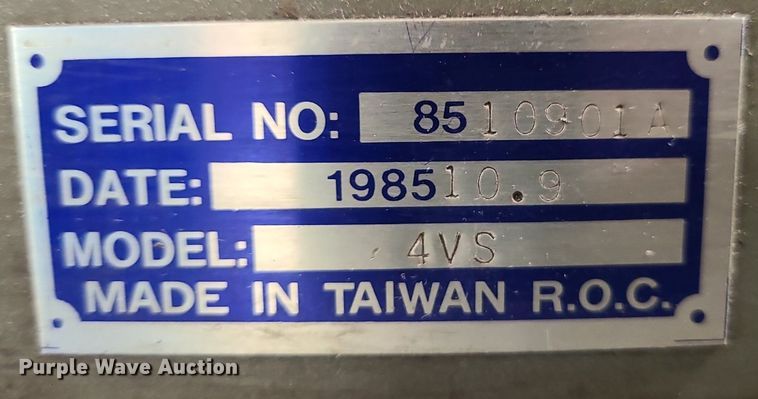 SERIAL NO: 8510901A
DATE: 198510.9
MODEL: 4VS
MADE IN TAIWAN R.O.C.
Purple Wave Auction